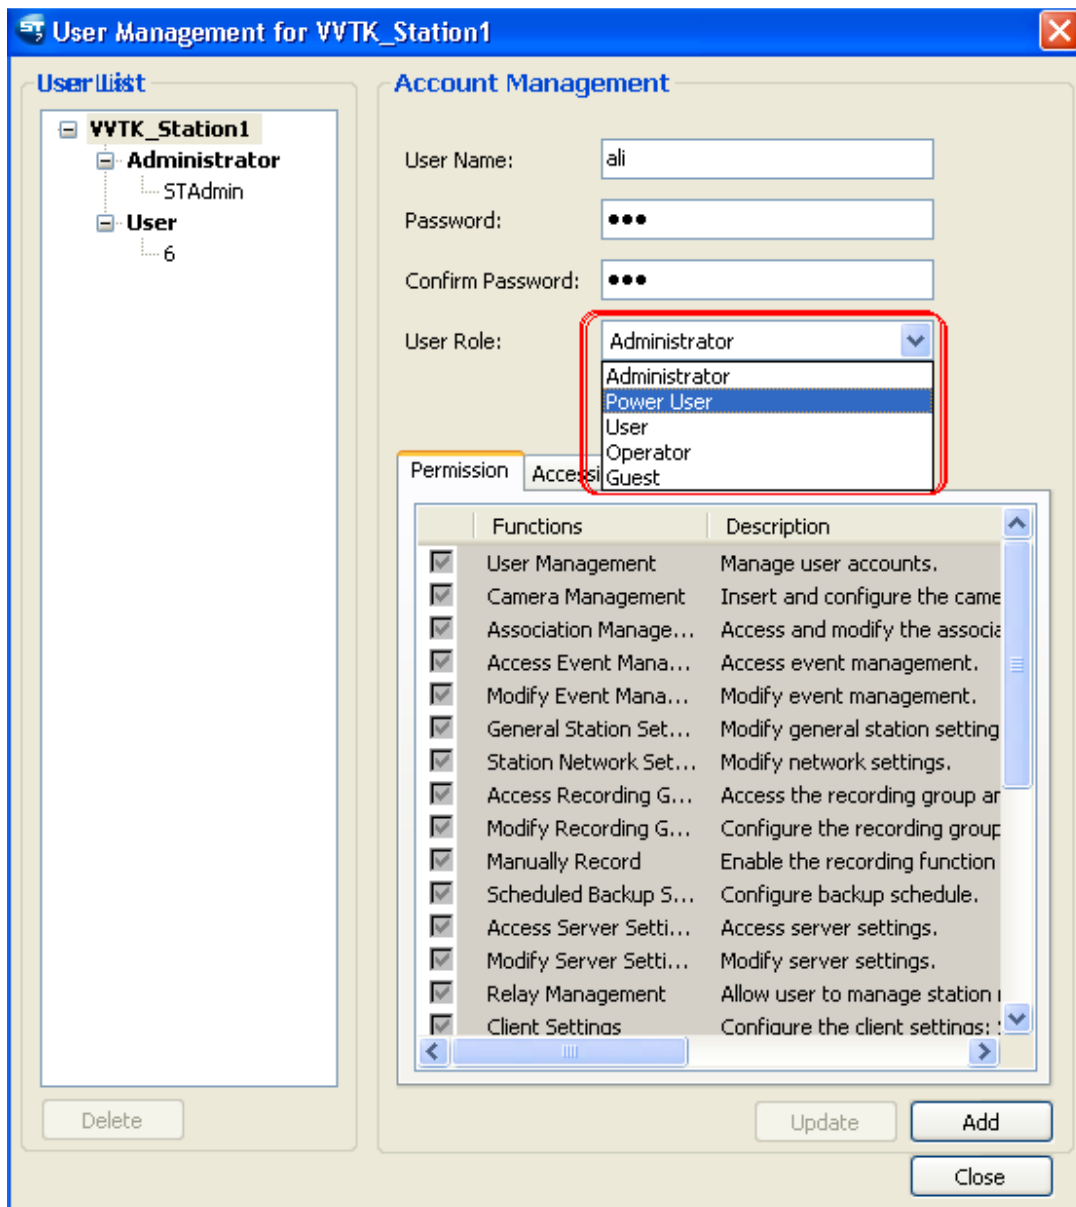 User Management for VVTK_Station1
User List
VVTK_Station1
Administrator
STAdmin
User
6
Delete
Account Management
User Name: ali
Password: •••
Confirm Password: •••
User Role: Administrator
Administrator
Power User
User
Operator
Guest
Permission Accessi
Functions Description
User Management Manage user accounts.
Camera Management Insert and configure the came
Association Manage... Access and modify the associa
Access Event Mana... Access event management.
Modify Event Mana... Modify event management.
General Station Set... Modify general station setting
Station Network Set... Modify network settings.
Access Recording G... Access the recording group ar
Modify Recording G... Configure the recording group
Manually Record Enable the recording function
Scheduled Backup S... Configure backup schedule.
Access Server Setti... Access server settings.
Modify Server Setti... Modify server settings.
Relay Management Allow user to manage station
Client Settings Configure the client settings:
Update Add
Close